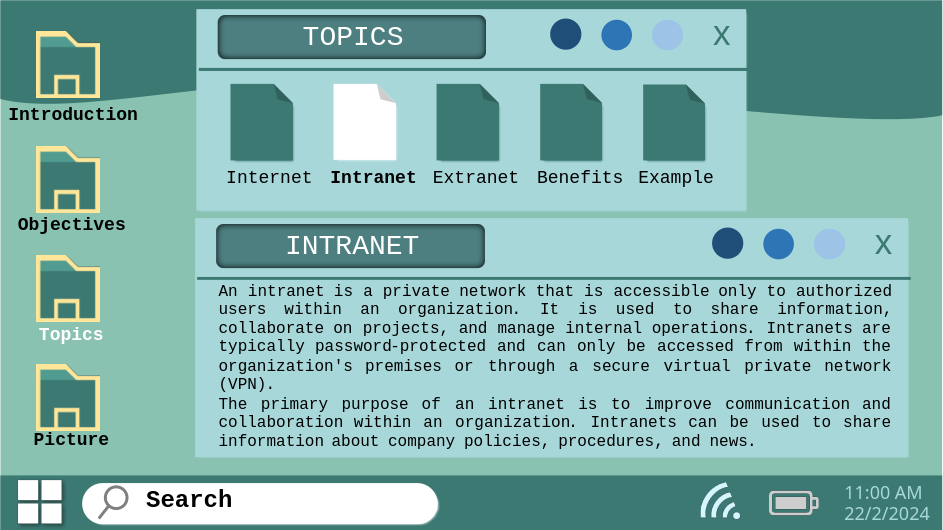 TOPICS
X
Introduction
Internet Intranet Extranet Benefits Example
Objectives
INTRANET
X
An intranet is a private network that is accessible only to authorized
users within an organization. It is used to share information,
collaborate on projects, and manage internal operations. Intranets are
typically password-protected and can only be accessed from within the
organization's premises or through a secure virtual private network
(VPN).
The primary purpose of an intranet is to improve communication and
collaboration within an organization. Intranets can be used to share
information about company policies, procedures, and news.
Topics
Picture
Search
11:00 AM
22/2/2024